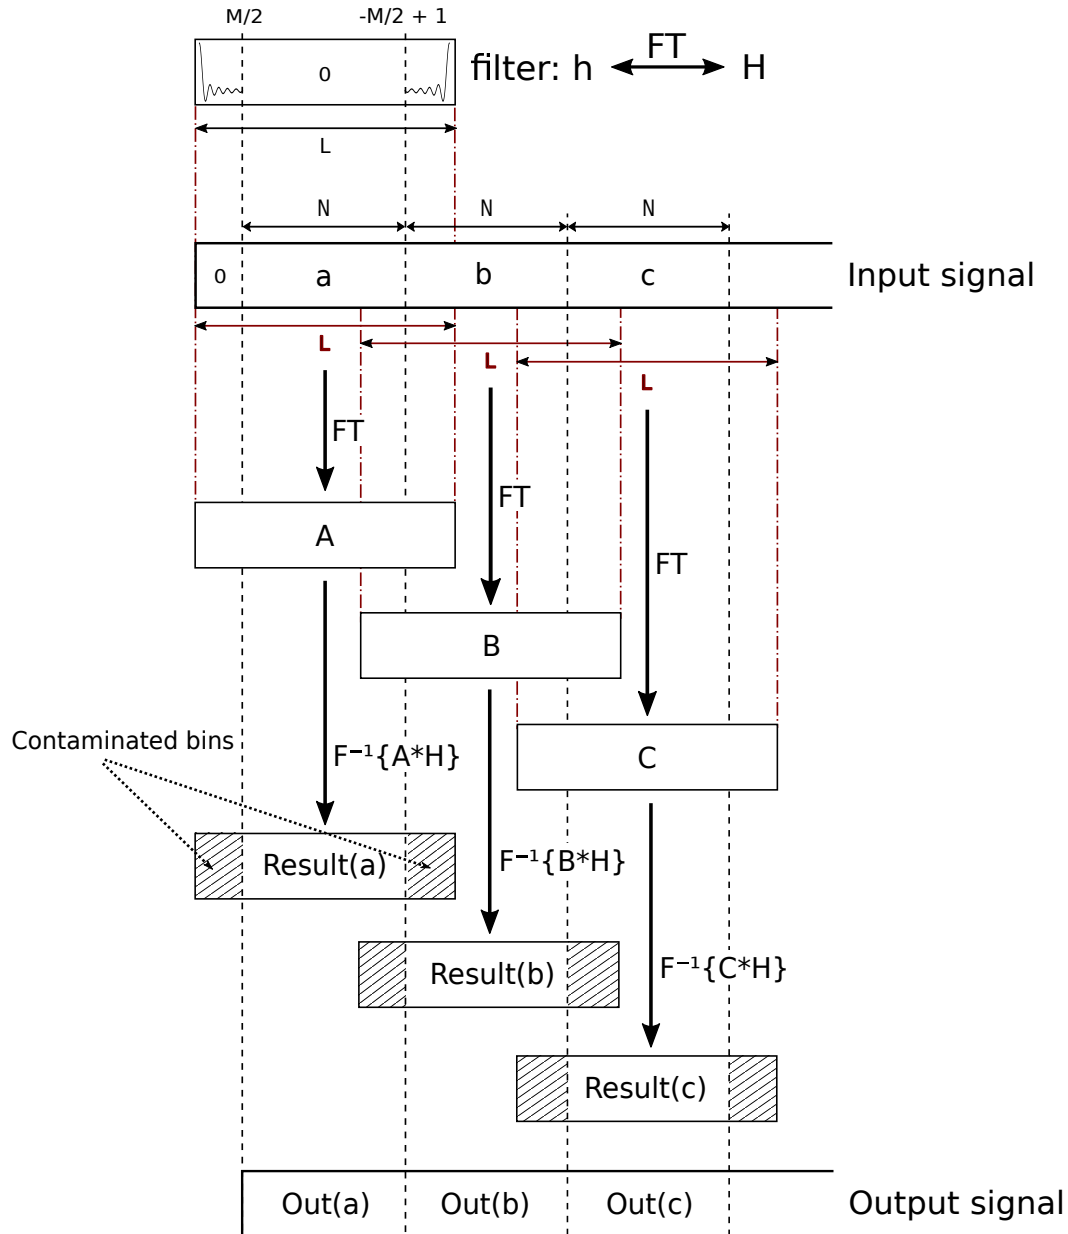 M/2 -M/2 + 1
FT
0 filter: h H
L
N N N
0 a b c Input signal
L
L
L
FT
FT
A
FT
B
Contaminated bins
F⁻¹{A*H}
C
Result(a)
F⁻¹{B*H}
Result(b)
F⁻¹{C*H}
Result(c)
Out(a) Out(b) Out(c) Output signal